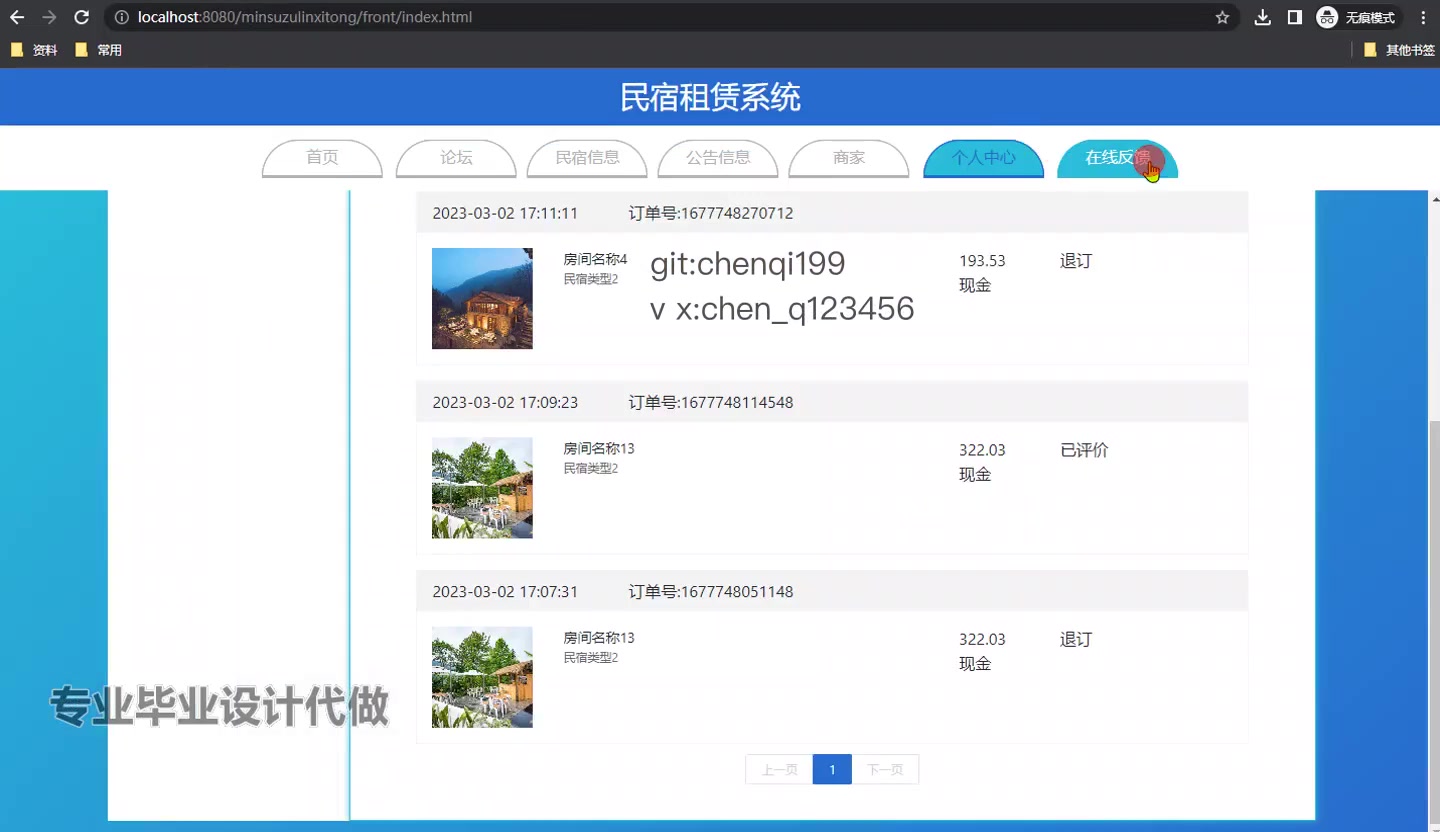 localhost:8080/minsuzulinxitong/front/index.html
无痕模式
资料 常用 其他书签
民宿租赁系统
首页 论坛 民宿信息 公告信息 商家 个人中心 在线反馈
2023-03-02 17:11:11 订单号:1677748270712
房间名称4 193.53 退订
民宿类型2 现金
git:chenqi199
v x:chen_q123456
2023-03-02 17:09:23 订单号:1677748114548
房间名称13 322.03 已评价
民宿类型2 现金
2023-03-02 17:07:31 订单号:1677748051148
房间名称13 322.03 退订
民宿类型2 现金
专业毕业设计代做
上一页 1 下一页